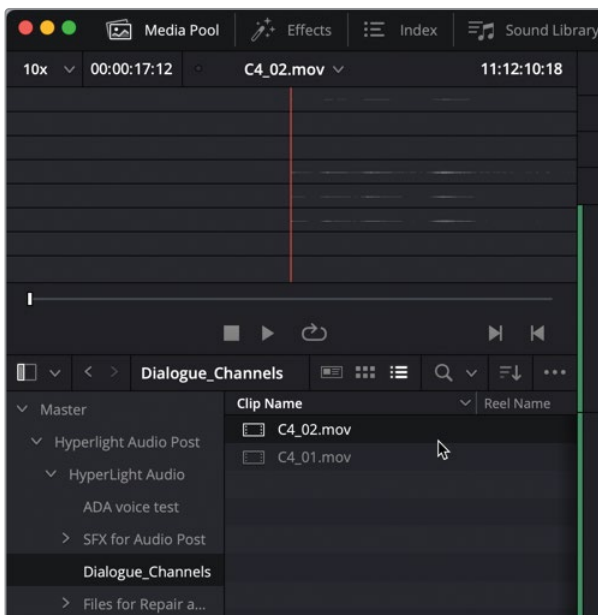 Media Pool Effects Index Sound Library
10x 00:00:17:12 C4_02.mov 11:12:10:18
Dialogue_Channels
Clip Name Reel Name
Master
C4_02.mov
Hyperlight Audio Post
C4_01.mov
HyperLight Audio
ADA voice test
SFX for Audio Post
Dialogue_Channels
Files for Repair a...